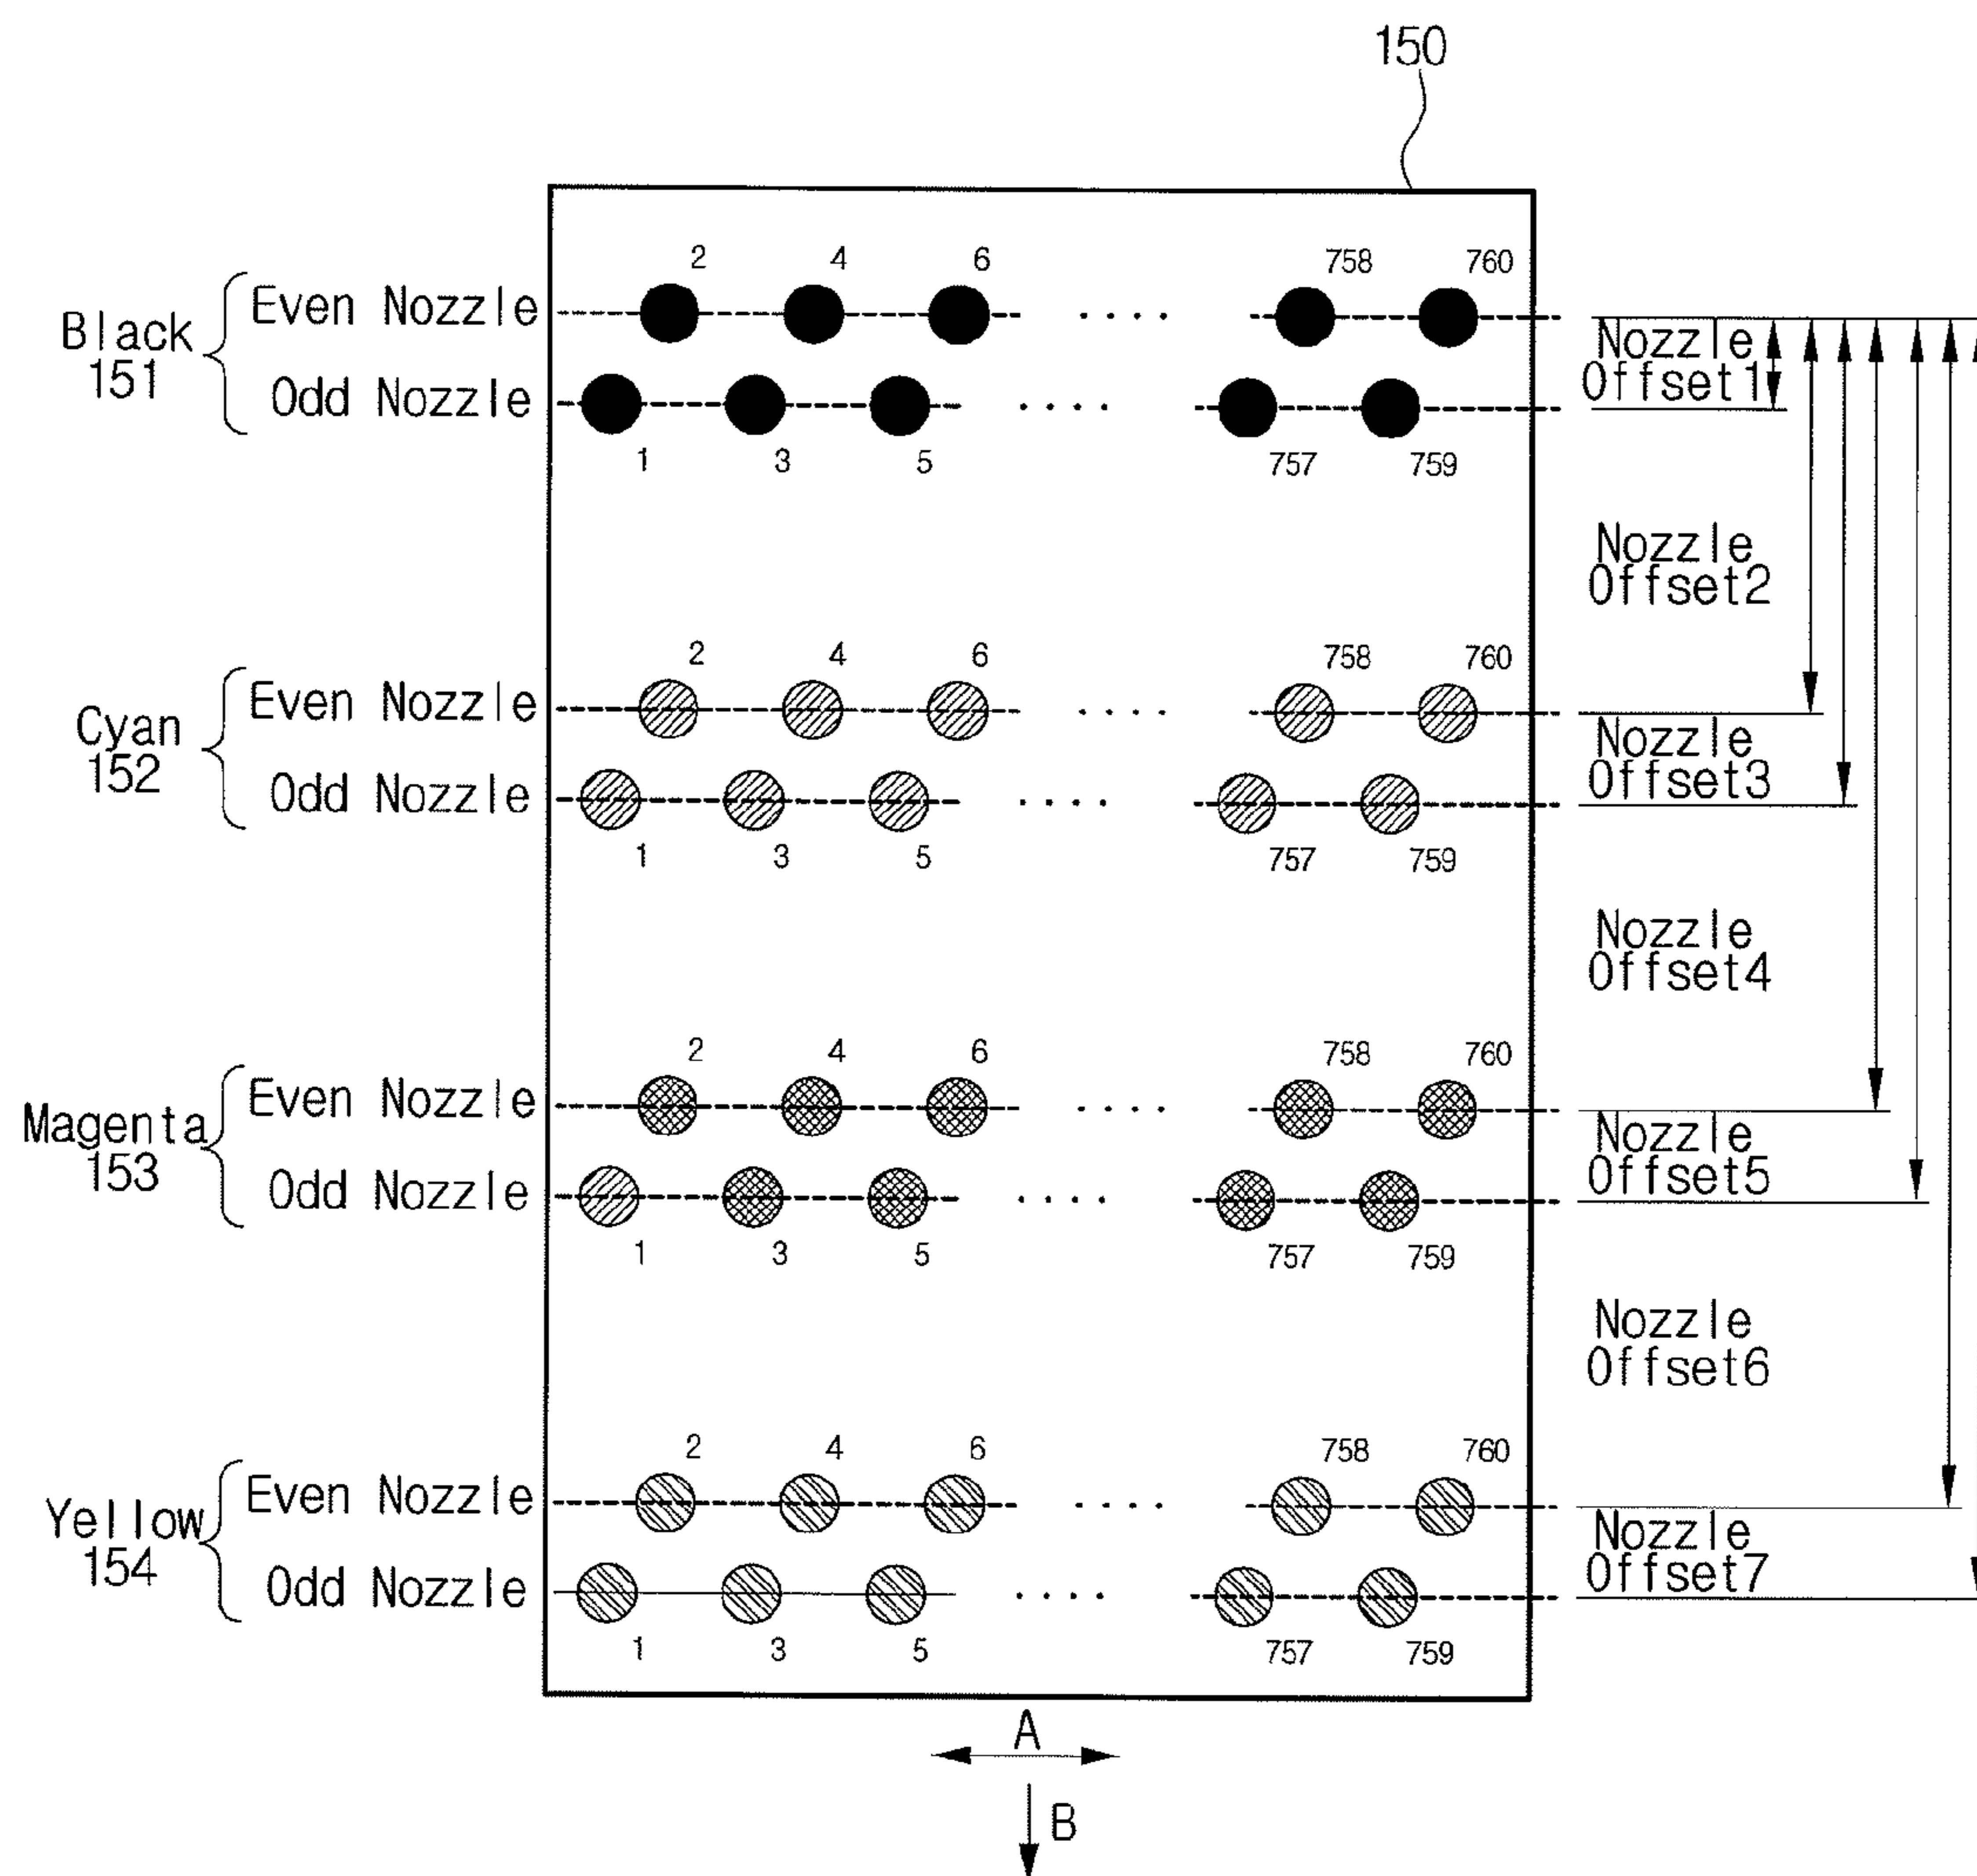 150
2 4 6 758 760
Even Nozzle ....
Black
151
Nozzle
Offset1
Odd Nozzle ....
1 3 5 757 759
Nozzle
Offset2
2 4 6 758 760
Even Nozzle ....
Cyan
152
Nozzle
Offset3
Odd Nozzle ....
1 3 5 757 759
Nozzle
Offset4
2 4 6 758 760
Even Nozzle ....
Magenta
153
Nozzle
Offset5
Odd Nozzle ....
1 3 5 757 759
Nozzle
Offset6
2 4 6 758 760
Even Nozzle ....
Yellow
154
Nozzle
Offset7
Odd Nozzle ....
1 3 5 757 759
A
B